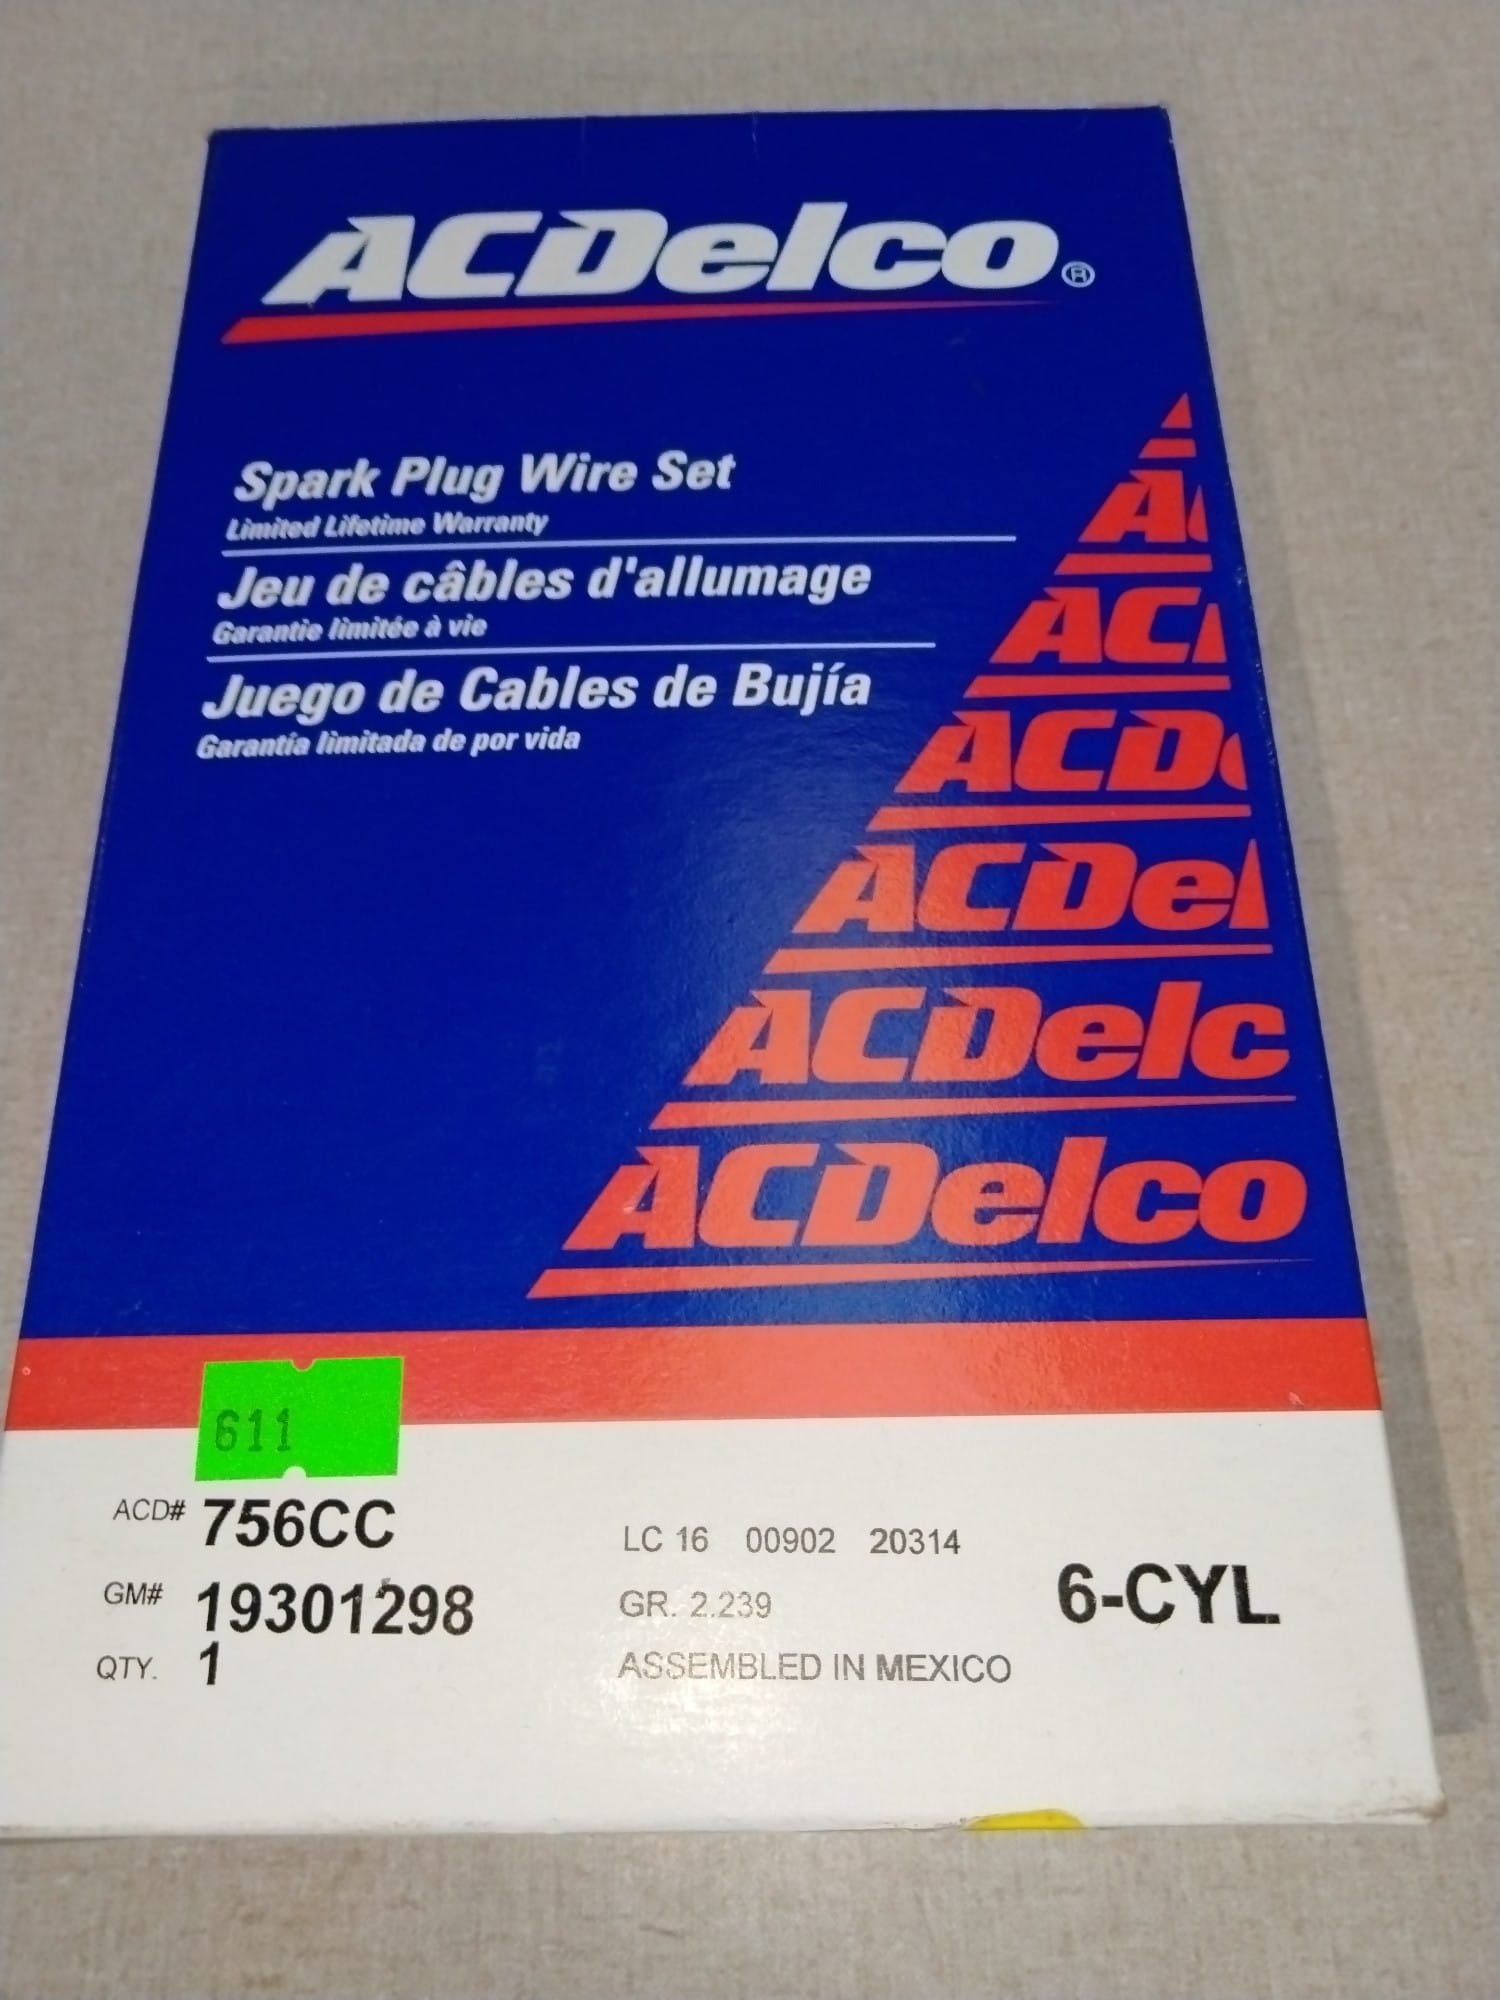 ACDelco®
Spark Plug Wire Set
Limited Lifetime Warranty
Jeu de câbles d'allumage
Garantie limitée à vie
Juego de Cables de Bujía
Garantía limitada de por vida
A
AC
ACD
ACDel
ACDelc
ACDelco
611
ACD# 756CC
GM# 19301298
QTY. 1
LC 16 00902 20314
GR. 2.239
ASSEMBLED IN MEXICO
6-CYL